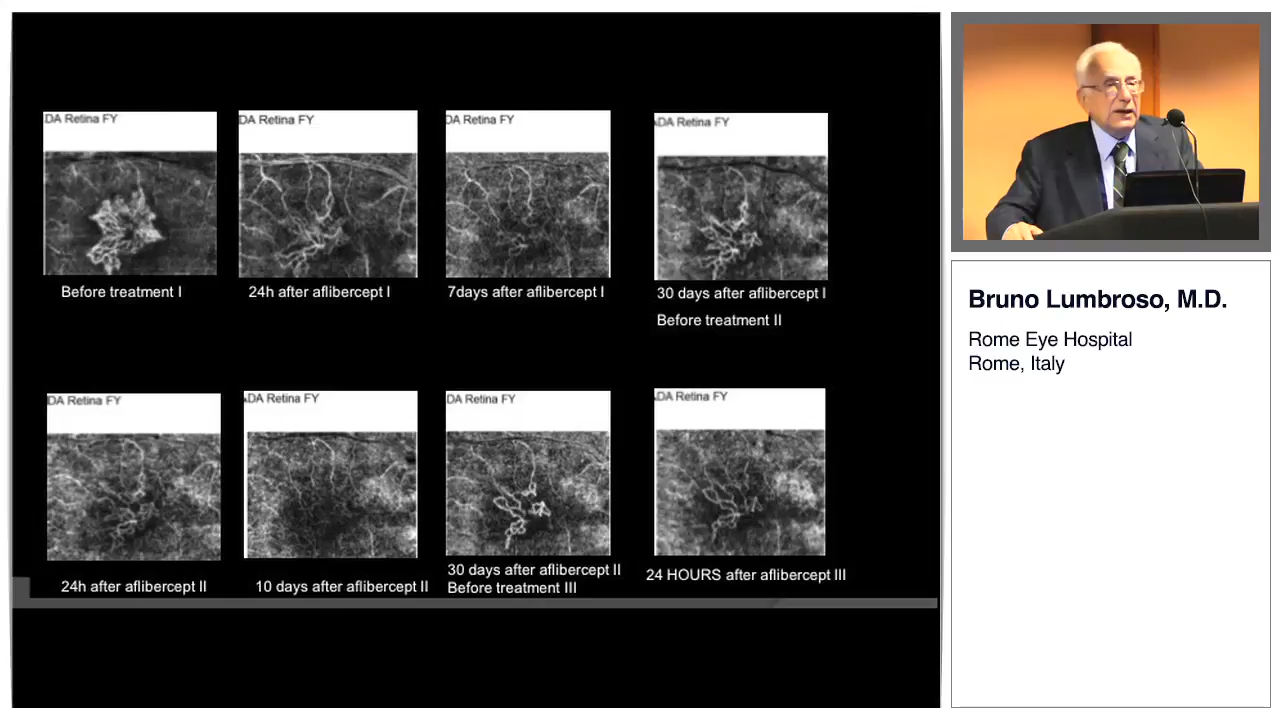 DA Retina FY
DA Retina FY
DA Retina FY
DA Retina FY
Before treatment I
24h after aflibercept I
7days after aflibercept I
30 days after aflibercept I
Before treatment II
DA Retina FY
DA Retina FY
DA Retina FY
DA Retina FY
24h after aflibercept II
10 days after aflibercept II
30 days after aflibercept II
Before treatment III
24 HOURS after aflibercept III
Bruno Lumbroso, M.D.
Rome Eye Hospital
Rome, Italy